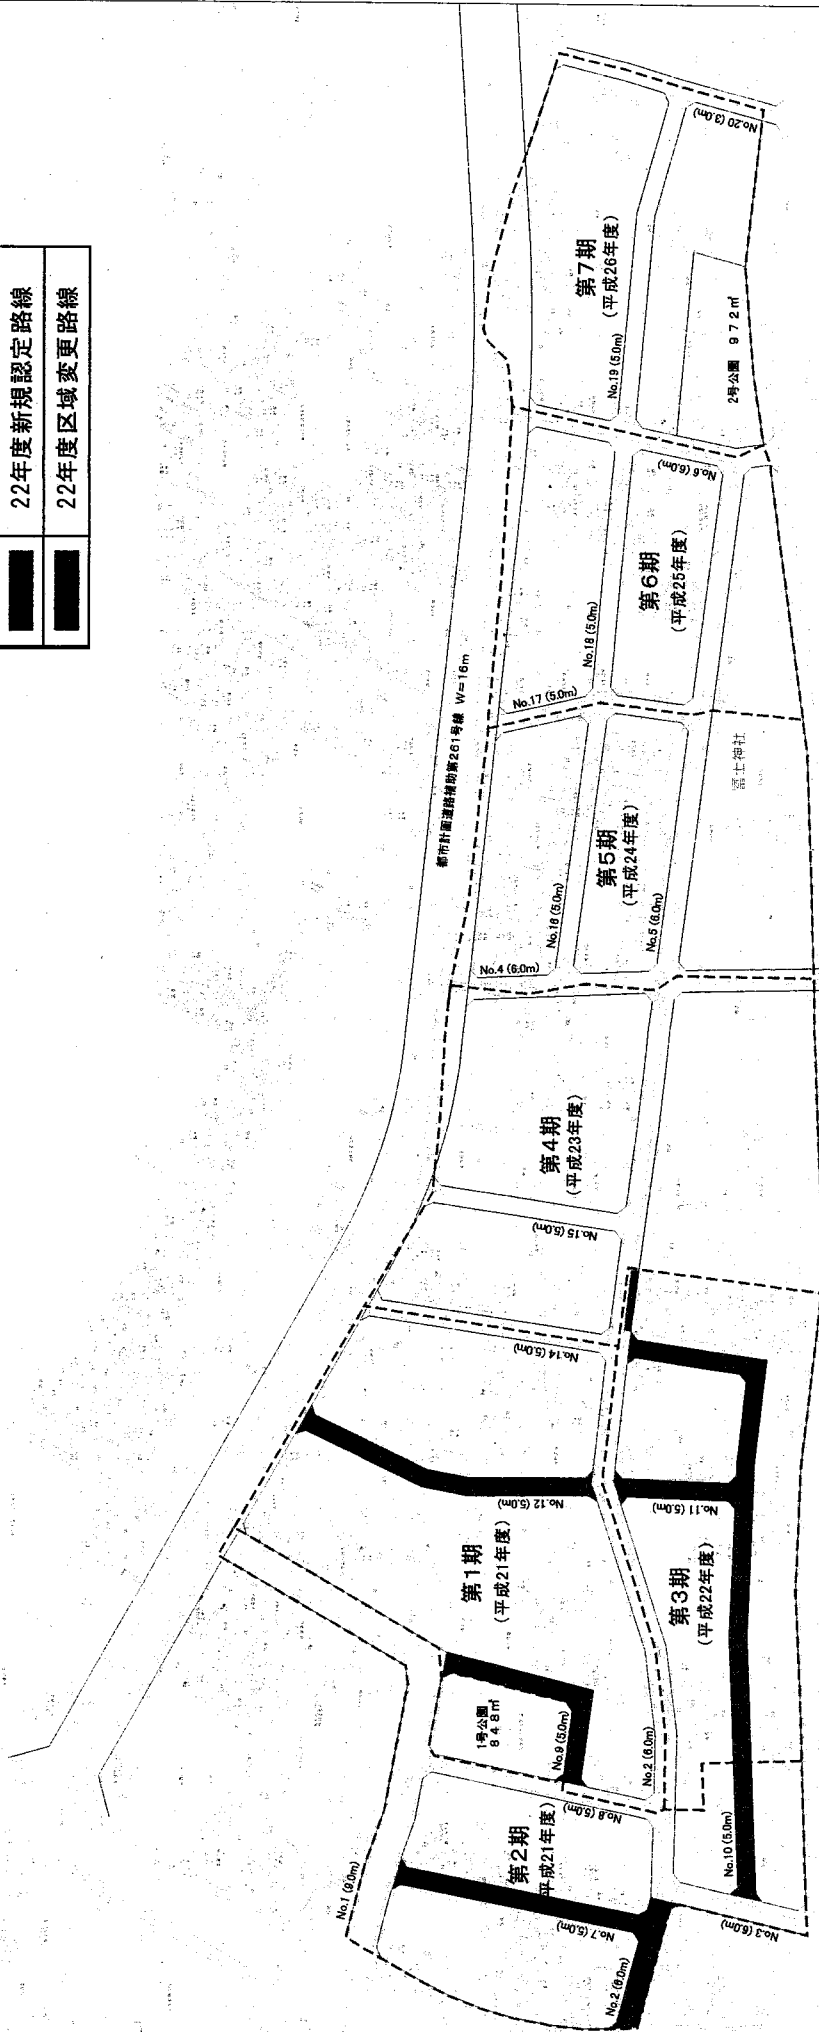 22年度新規認定路線
22年度区域変更路線
No.20 (3.0m)
第7期
(平成26年度)
No.19 (5.0m)
2号公園 972㎡
No.6 (6.0m)
第6期
(平成25年度)
No.18 (5.0m)
No.17 (5.0m)
都市計画道路補助第261号線 W=16m
富士神社
第5期
(平成24年度)
No.16 (5.0m)
No.5 (6.0m)
No.4 (6.0m)
第4期
(平成23年度)
No.15 (5.0m)
No.14 (5.0m)
No.12 (5.0m)
No.11 (5.0m)
第1期
(平成21年度)
第3期
(平成22年度)
1号公園
848㎡
No.9 (5.0m)
No.2 (6.0m)
No.8 (5.0m)
第2期
平成21年度)
No.10 (5.0m)
No.1 (9.0m)
No.7 (5.0m)
No.3 (6.0m)
No.2 (6.0m)